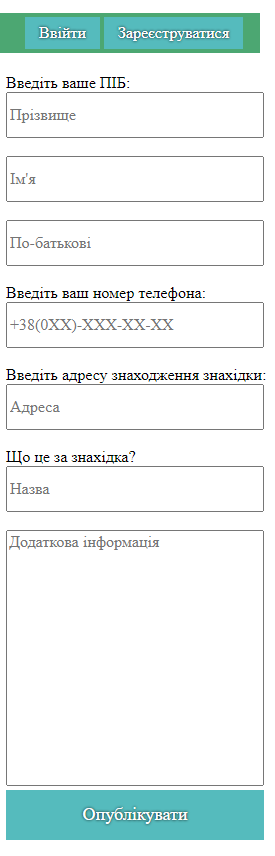 Ввійти Зареєструватися
Введіть ваше ПІБ:
Прізвище
Ім'я
По-батькові
Введіть ваш номер телефона:
+38(0XX)-XXX-XX-XX
Введіть адресу знаходження знахідки:
Адреса
Що це за знахідка?
Назва
Додаткова інформація
Опублікувати